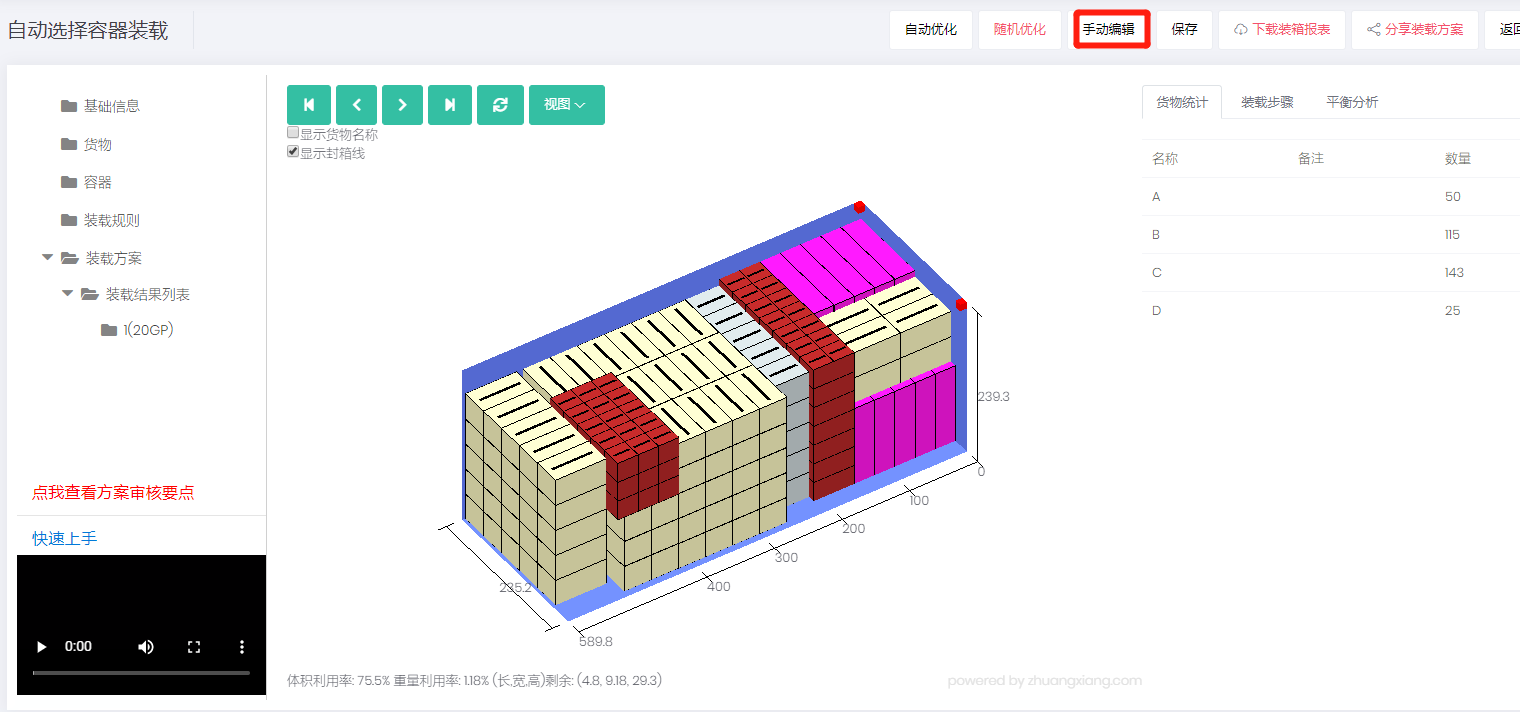 自动选择容器装载
自动优化 随机优化 手动编辑 保存 下载装箱报表 分享装载方案 返回
基础信息
货物
容器
装载规则
装载方案
装载结果列表
1(20GP)
点我查看方案审核要点
快速上手
0:00
视图
显示货物名称
显示封箱线
239.3
0
100
200
300
400
589.8
235.2
体积利用率: 75.5% 重量利用率: 1.18% (长,宽,高)剩余: (4.8, 9.18, 29.3)
powered by zhuangxiang.com
货物统计 装载步骤 平衡分析
名称 备注 数量
A 50
B 115
C 143
D 25